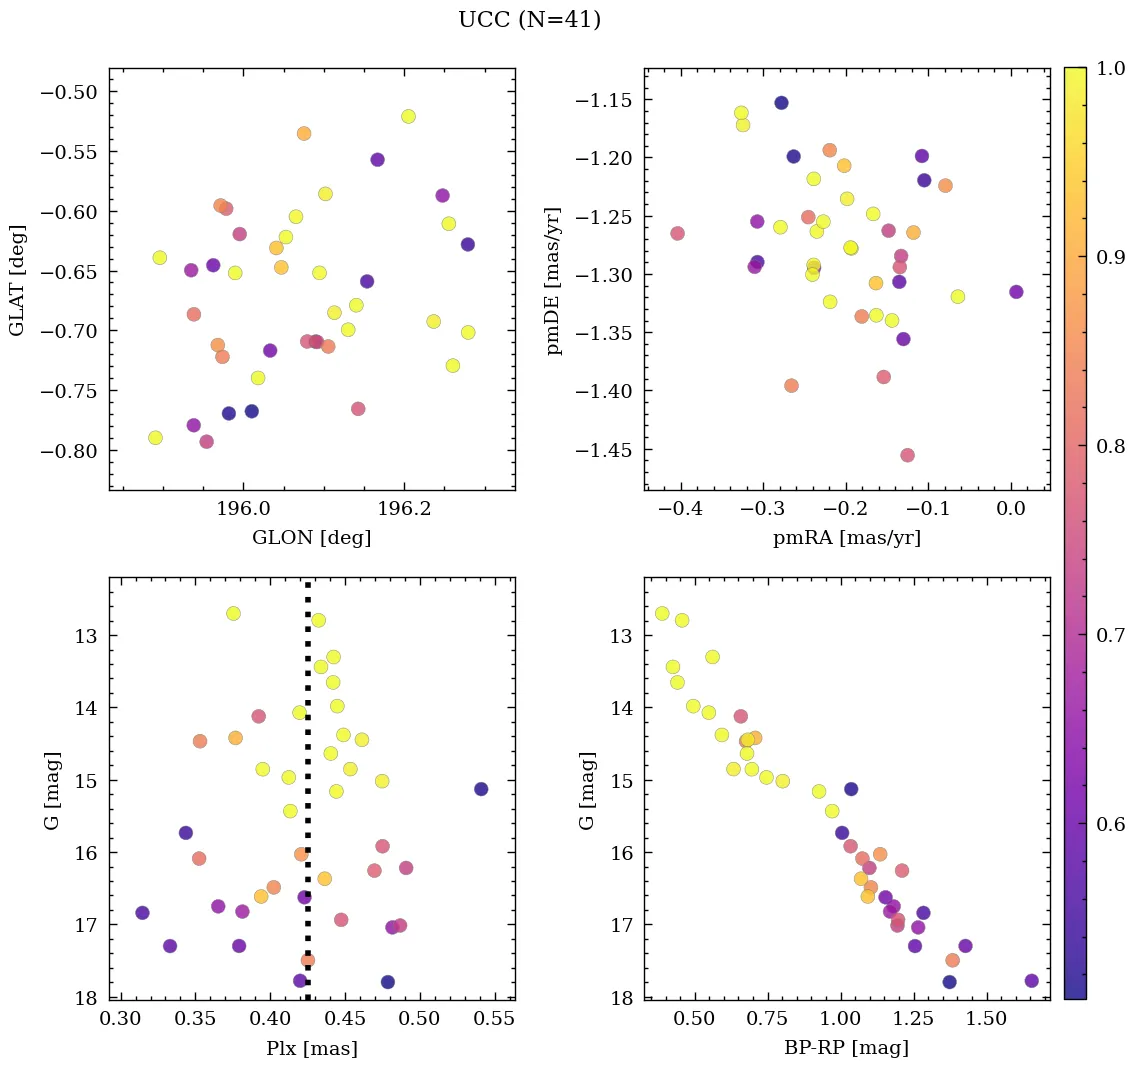 UCC (N=41)
−0.50
−0.55
−0.60
−0.65
−0.70
−0.75
−0.80
GLAT [deg]
196.0 196.2
GLON [deg]
−1.15
−1.20
−1.25
−1.30
−1.35
−1.40
−1.45
pmDE [mas/yr]
−0.4 −0.3 −0.2 −0.1 0.0
pmRA [mas/yr]
13
14
15
16
17
18
G [mag]
0.30 0.35 0.40 0.45 0.50 0.55
Plx [mas]
13
14
15
16
17
18
G [mag]
0.50 0.75 1.00 1.25 1.50
BP-RP [mag]
1.0
0.9
0.8
0.7
0.6